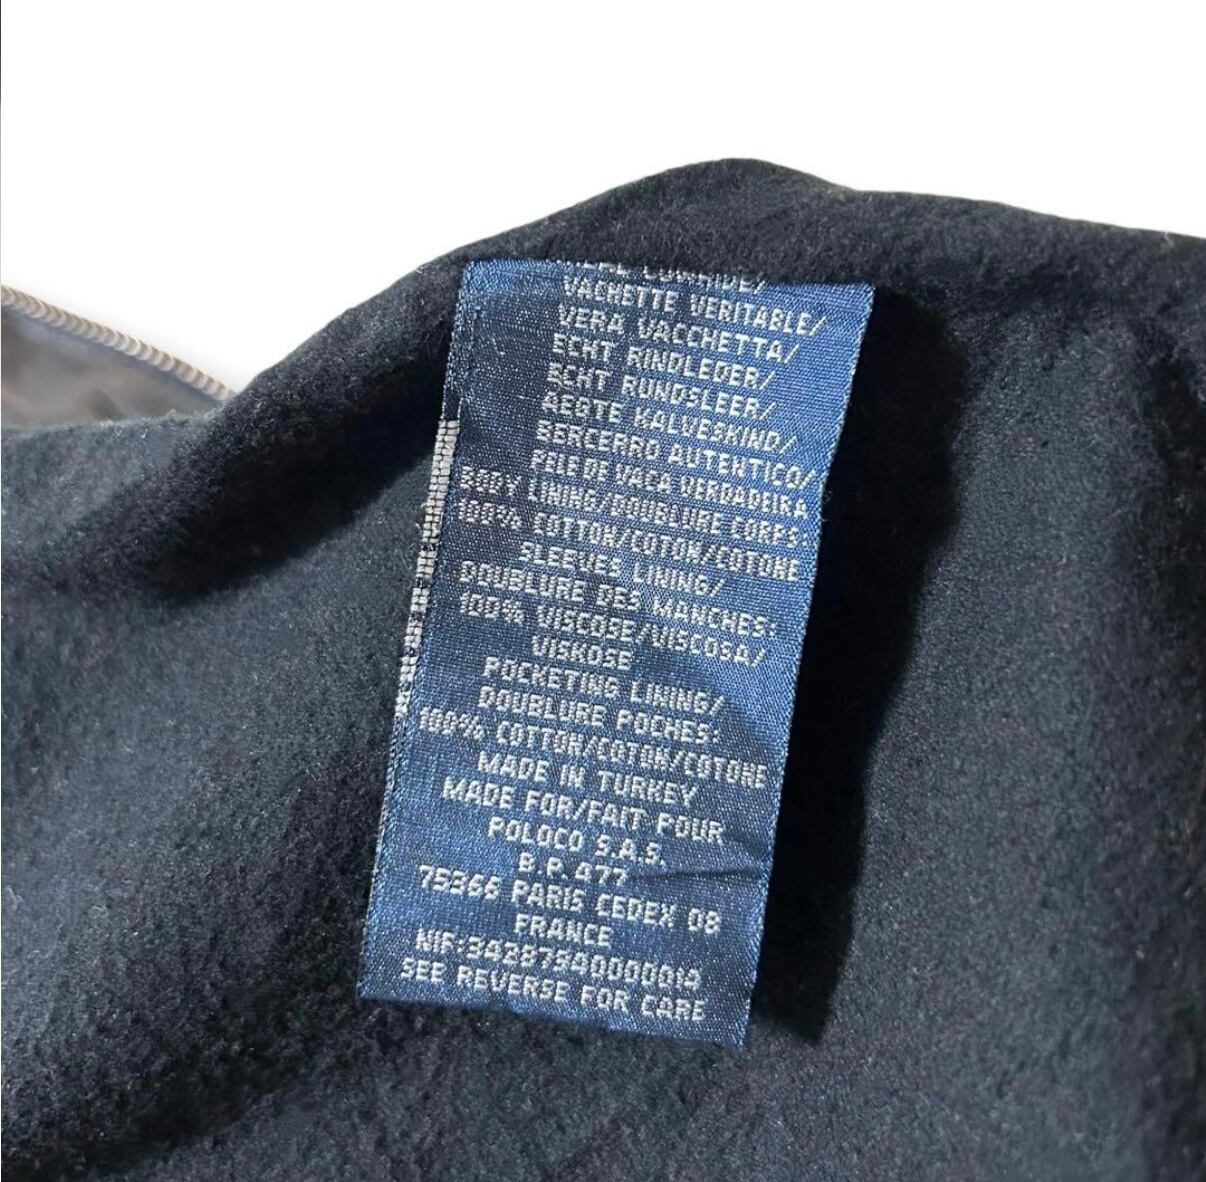 COWHIDE/
VACHETTE VERITABLE/
VERA VACCHETTA/
ECHT RINDLEDER/
ECHT RUNDSLEER/
AEGTE KALVESKIND/
SERCERRO AUTENTICO/
PELE DE VACA VERDADEIRA
BODY LINING/DOUBLURE CORPS:
100% COTTON/COTON/COTONE
SLEEVES LINING/
DOUBLURE DES MANCHES:
100% VISCOSE/VISCOSA/
VISKOSE
POCKETING LINING/
DOUBLURE POCHES:
100% COTTON/COTON/COTONE
MADE IN TURKEY
MADE FOR/FAIT POUR
POLOCO S.A.S.
B.P. 477
75366 PARIS CEDEX 08
FRANCE
NIF:
SEE REVERSE FOR CARE